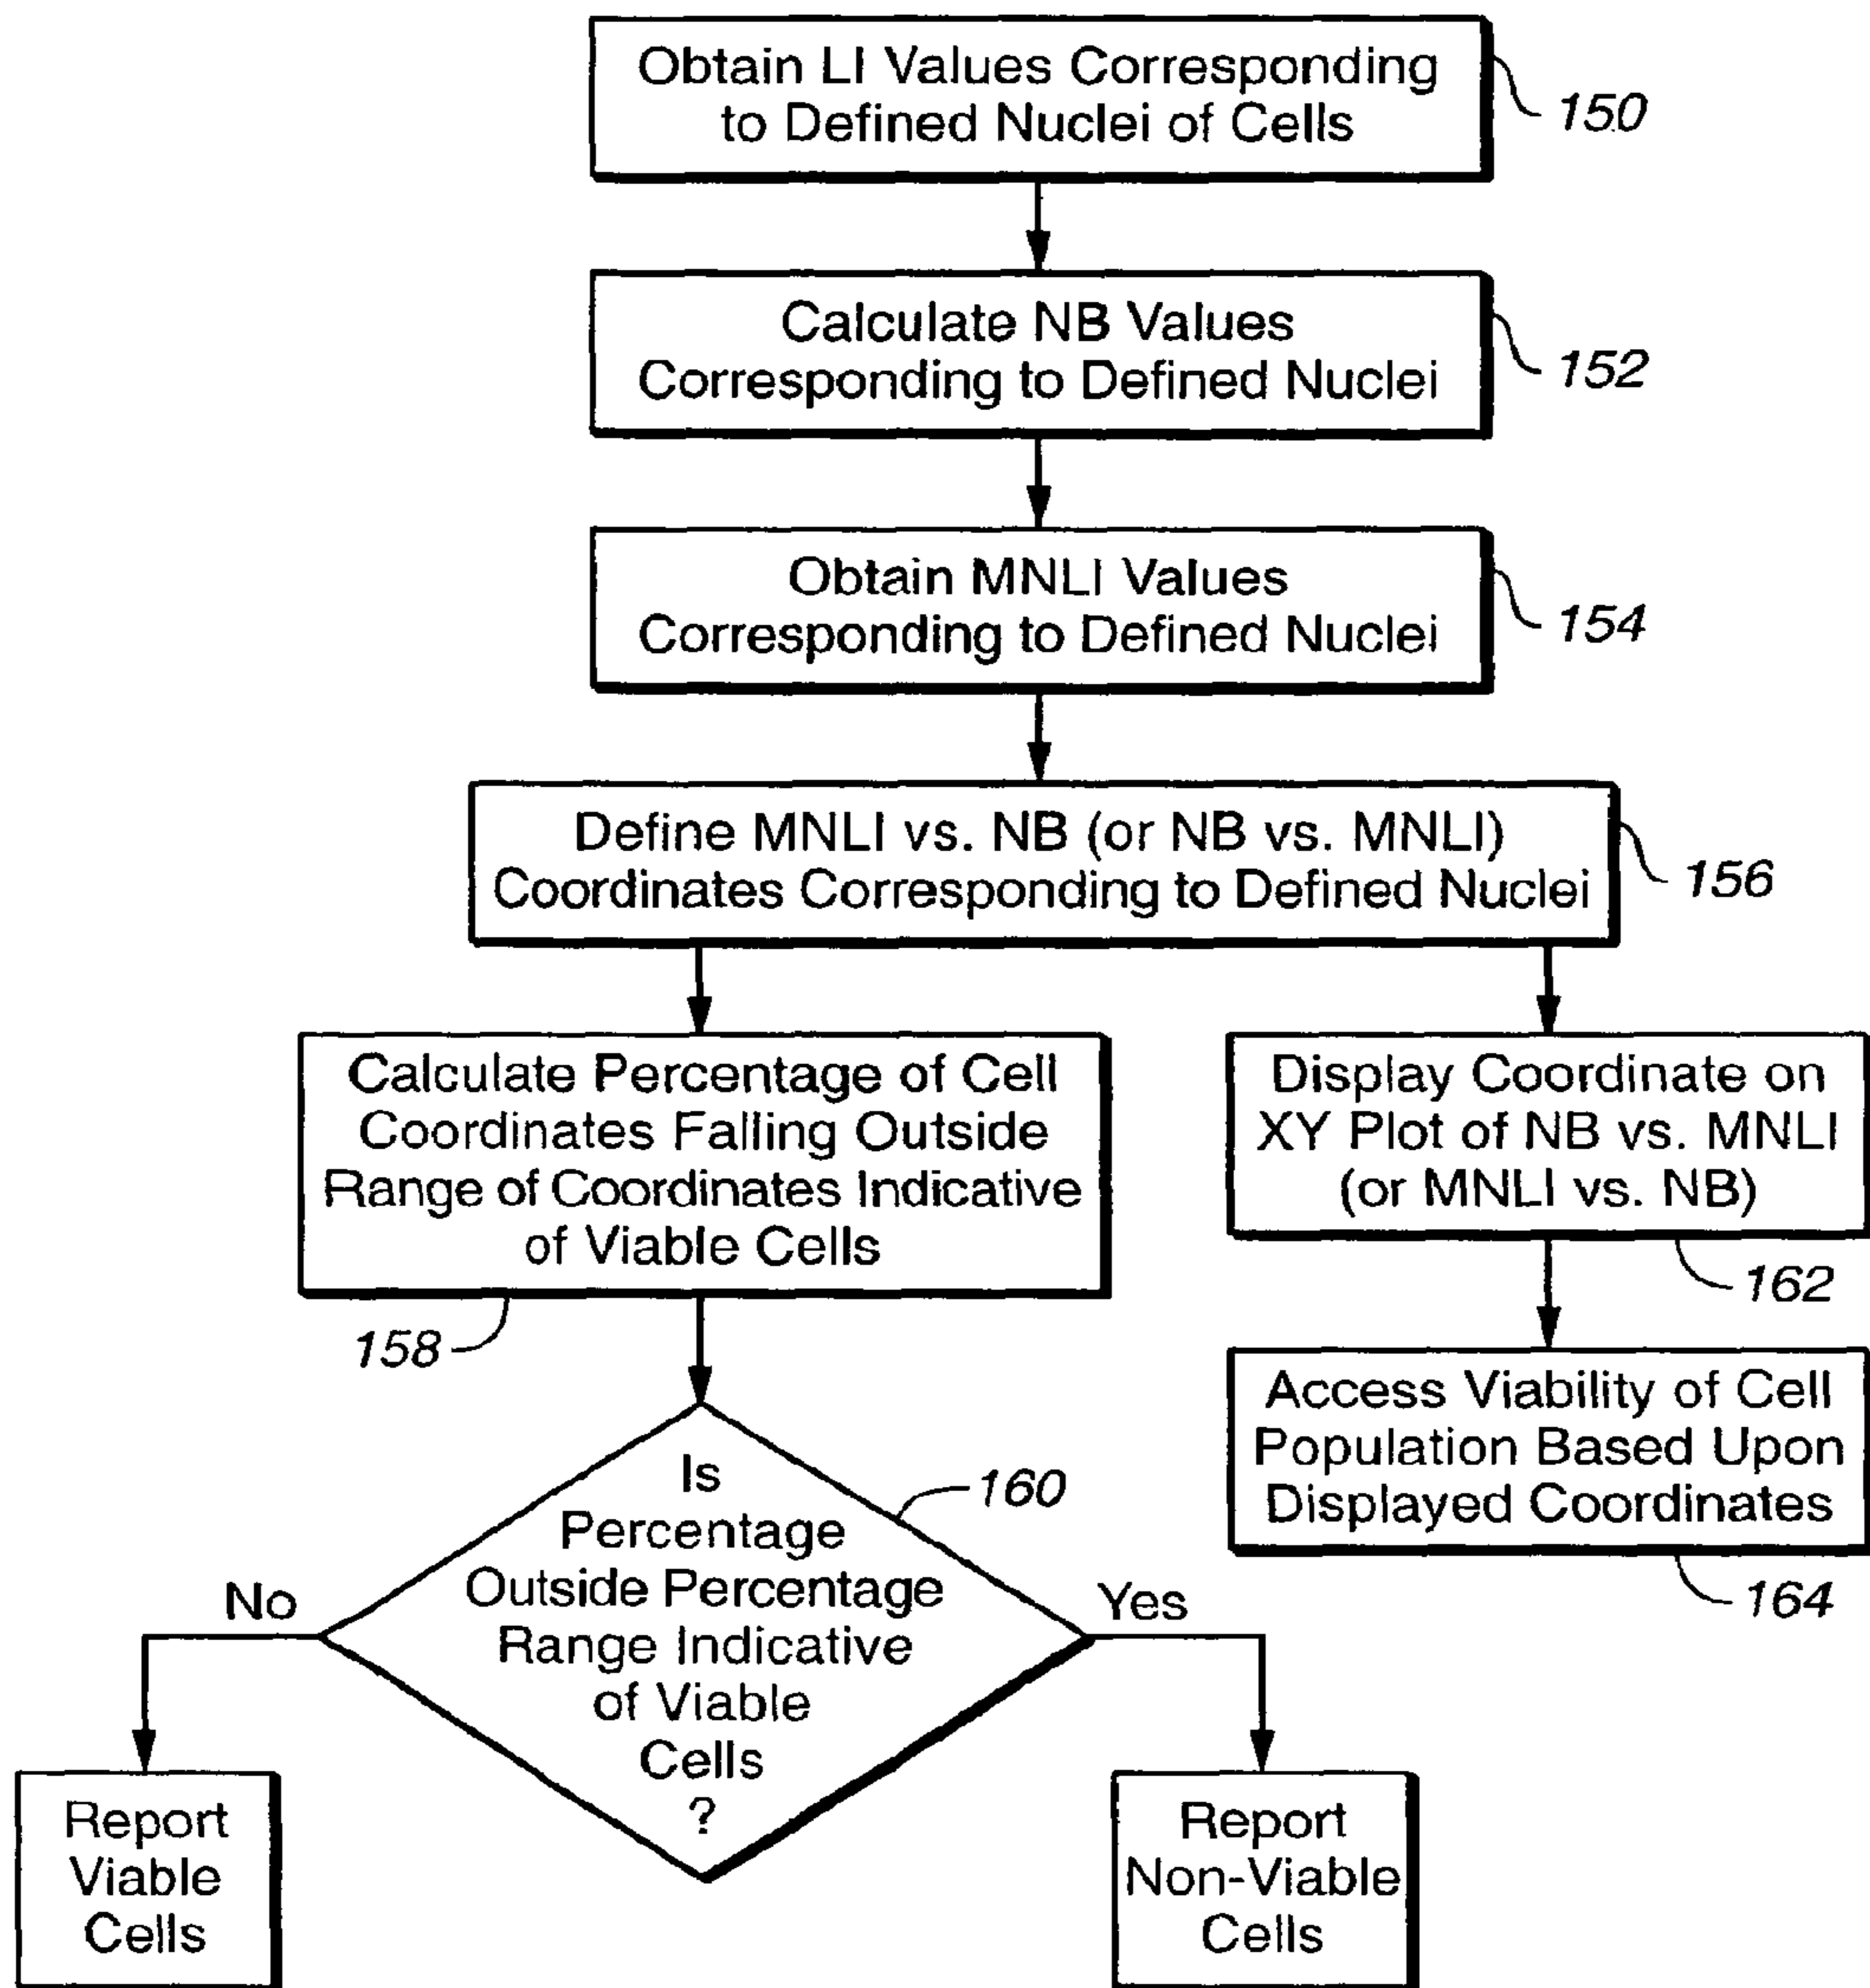 Obtain LI Values Corresponding
to Defined Nuclei of Cells
150
Calculate NB Values
Corresponding to Defined Nuclei
152
Obtain MNLI Values
Corresponding to Defined Nuclei
154
Define MNLI vs. NB (or NB vs. MNLI)
Coordinates Corresponding to Defined Nuclei
156
Calculate Percentage of Cell
Coordinates Falling Outside
Range of Coordinates Indicative
of Viable Cells
158
Display Coordinate on
XY Plot of NB vs. MNLI
(or MNLI vs. NB)
162
Access Viability of Cell
Population Based Upon
Displayed Coordinates
164
Is
Percentage
Outside Percentage
Range Indicative
of Viable
Cells
?
160
No
Yes
Report
Viable
Cells
Report
Non-Viable
Cells